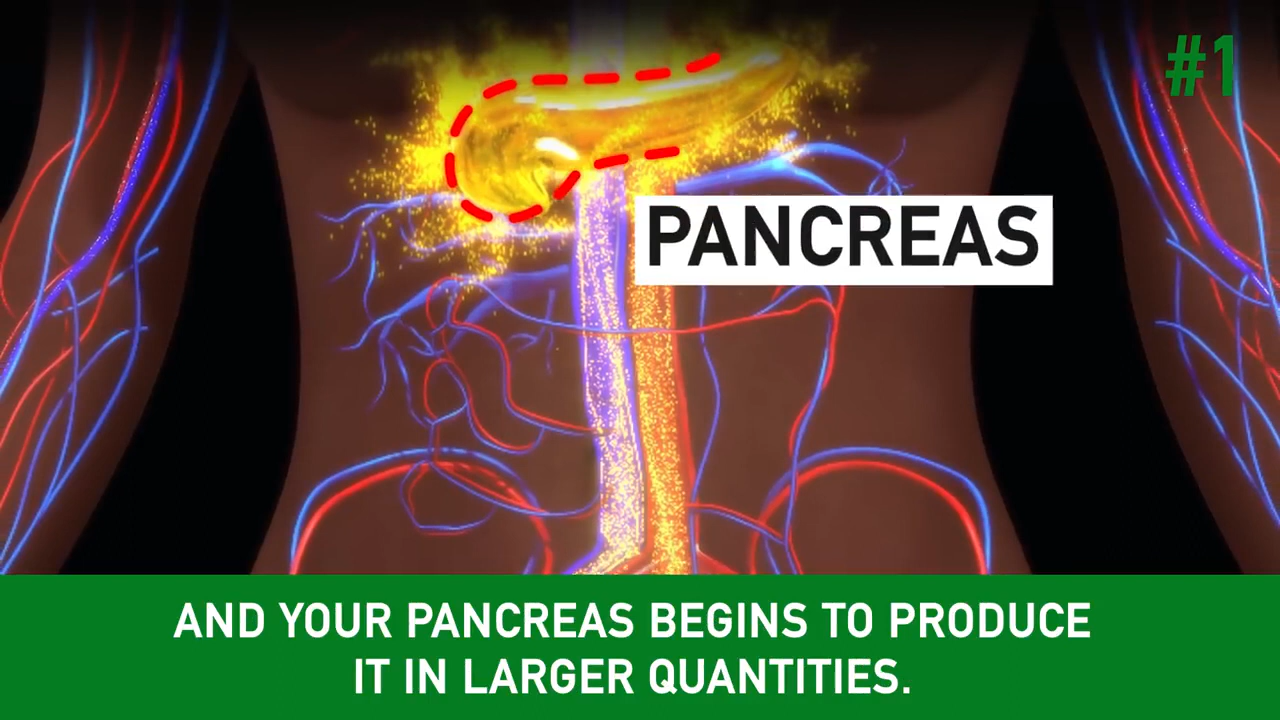 #1
PANCREAS
AND YOUR PANCREAS BEGINS TO PRODUCE
IT IN LARGER QUANTITIES.